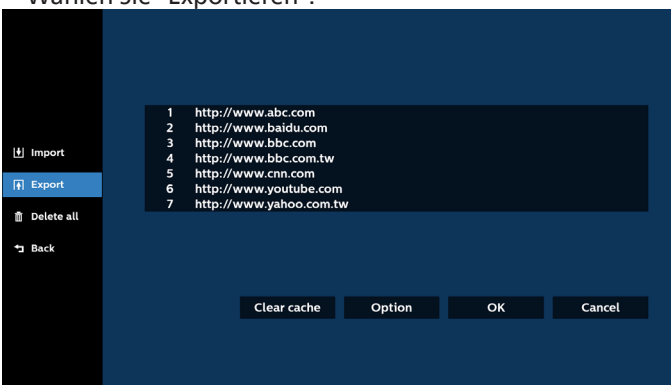 Wählen sie "Exportieren".
1 http://www.abc.com
2 http://www.baidu.com
3 http://www.bbc.com
4 http://www.bbc.com.tw
5 http://www.cnn.com
6 http://www.youtube.com
7 http://www.yahoo.com.tw
Import
Export
Delete all
Back
Clear cache Option OK Cancel